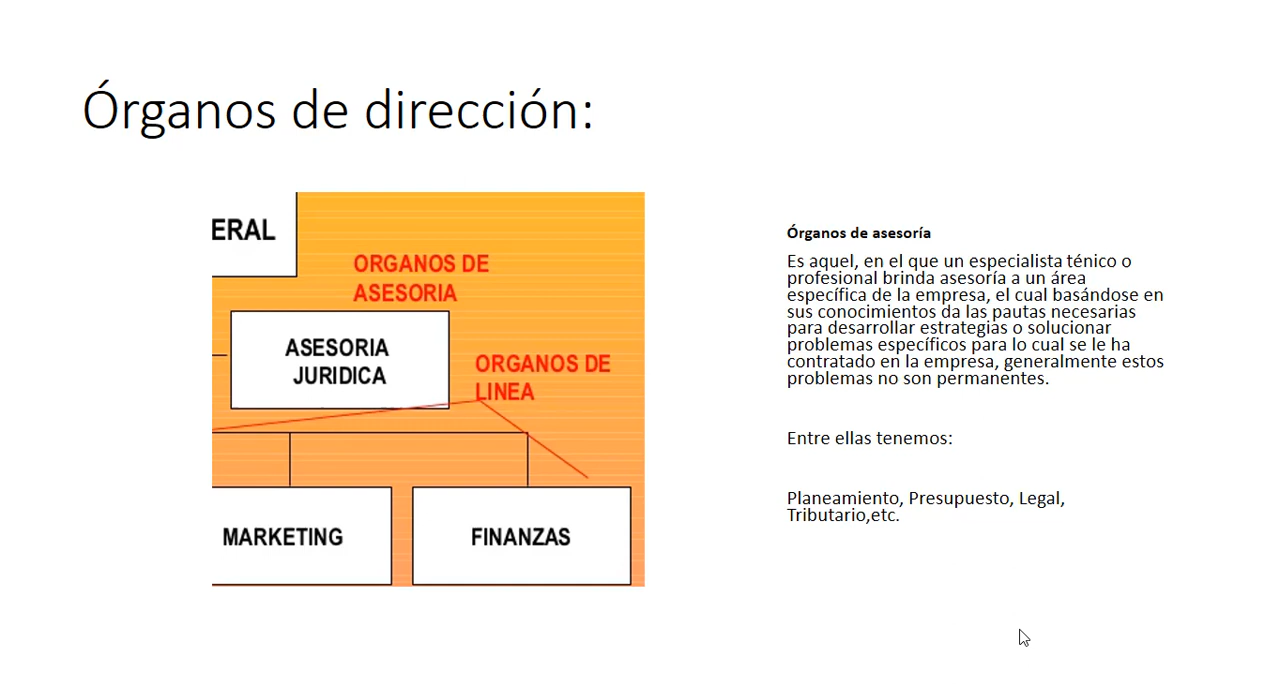 Órganos de dirección:
ERAL
ORGANOS DE
ASESORIA
ASESORIA
JURIDICA
ORGANOS DE
LINEA
MARKETING
FINANZAS
Órganos de asesoría
Es aquel, en el que un especialista ténico o
profesional brinda asesoría a un área
específica de la empresa, el cual basándose en
sus conocimientos da las pautas necesarias
para desarrollar estrategias o solucionar
problemas específicos para lo cual se le ha
contratado en la empresa, generalmente estos
problemas no son permanentes.
Entre ellas tenemos:
Planeamiento, Presupuesto, Legal,
Tributario,etc.